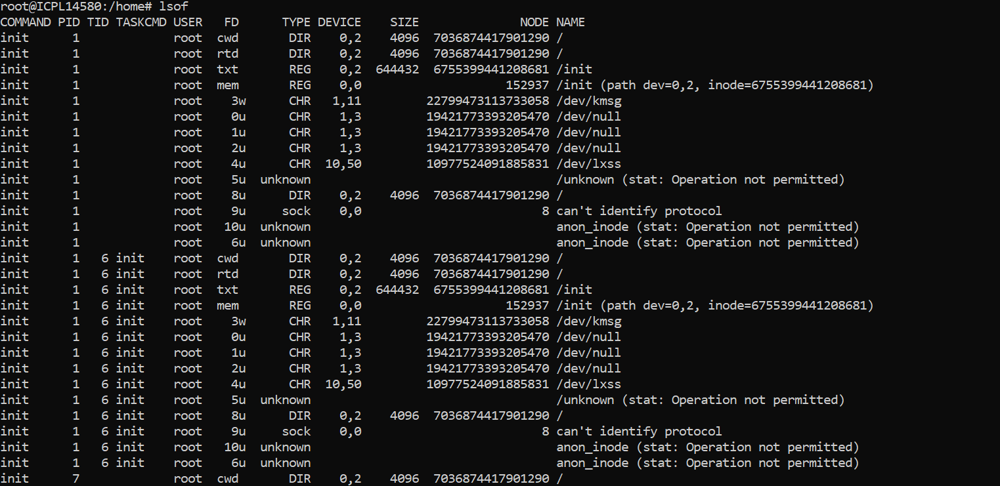 root@ICPL14580:/home# lsof
COMMAND PID TID TASKCMD USER   FD      TYPE DEVICE    SIZE              NODE NAME
init      1             root  cwd       DIR    0,2    4096  7036874417901290 /
init      1             root  rtd       DIR    0,2    4096  7036874417901290 /
init      1             root  txt       REG    0,2  644432  6755399441208681 /init
init      1             root  mem       REG    0,0                    152937 /init (path dev=0,2, inode=6755399441208681)
init      1             root    3w      CHR   1,11         22799473113733058 /dev/kmsg
init      1             root    0u      CHR    1,3         19421773393205470 /dev/null
init      1             root    1u      CHR    1,3         19421773393205470 /dev/null
init      1             root    2u      CHR    1,3         19421773393205470 /dev/null
init      1             root    4u      CHR  10,50         10977524091885831 /dev/lxss
init      1             root    5u  unknown                                  /unknown (stat: Operation not permitted)
init      1             root    8u      DIR    0,2    4096  7036874417901290 /
init      1             root    9u     sock    0,0                         8 can't identify protocol
init      1             root   10u  unknown                                  anon_inode (stat: Operation not permitted)
init      1             root    6u  unknown                                  anon_inode (stat: Operation not permitted)
init      1   6 init    root  cwd       DIR    0,2    4096  7036874417901290 /
init      1   6 init    root  rtd       DIR    0,2    4096  7036874417901290 /
init      1   6 init    root  txt       REG    0,2  644432  6755399441208681 /init
init      1   6 init    root  mem       REG    0,0                    152937 /init (path dev=0,2, inode=6755399441208681)
init      1   6 init    root    3w      CHR   1,11         22799473113733058 /dev/kmsg
init      1   6 init    root    0u      CHR    1,3         19421773393205470 /dev/null
init      1   6 init    root    1u      CHR    1,3         19421773393205470 /dev/null
init      1   6 init    root    2u      CHR    1,3         19421773393205470 /dev/null
init      1   6 init    root    4u      CHR  10,50         10977524091885831 /dev/lxss
init      1   6 init    root    5u  unknown                                  /unknown (stat: Operation not permitted)
init      1   6 init    root    8u      DIR    0,2    4096  7036874417901290 /
init      1   6 init    root    9u     sock    0,0                         8 can't identify protocol
init      1   6 init    root   10u  unknown                                  anon_inode (stat: Operation not permitted)
init      1   6 init    root    6u  unknown                                  anon_inode (stat: Operation not permitted)
init      7             root  cwd       DIR    0,2    4096  7036874417901290 /